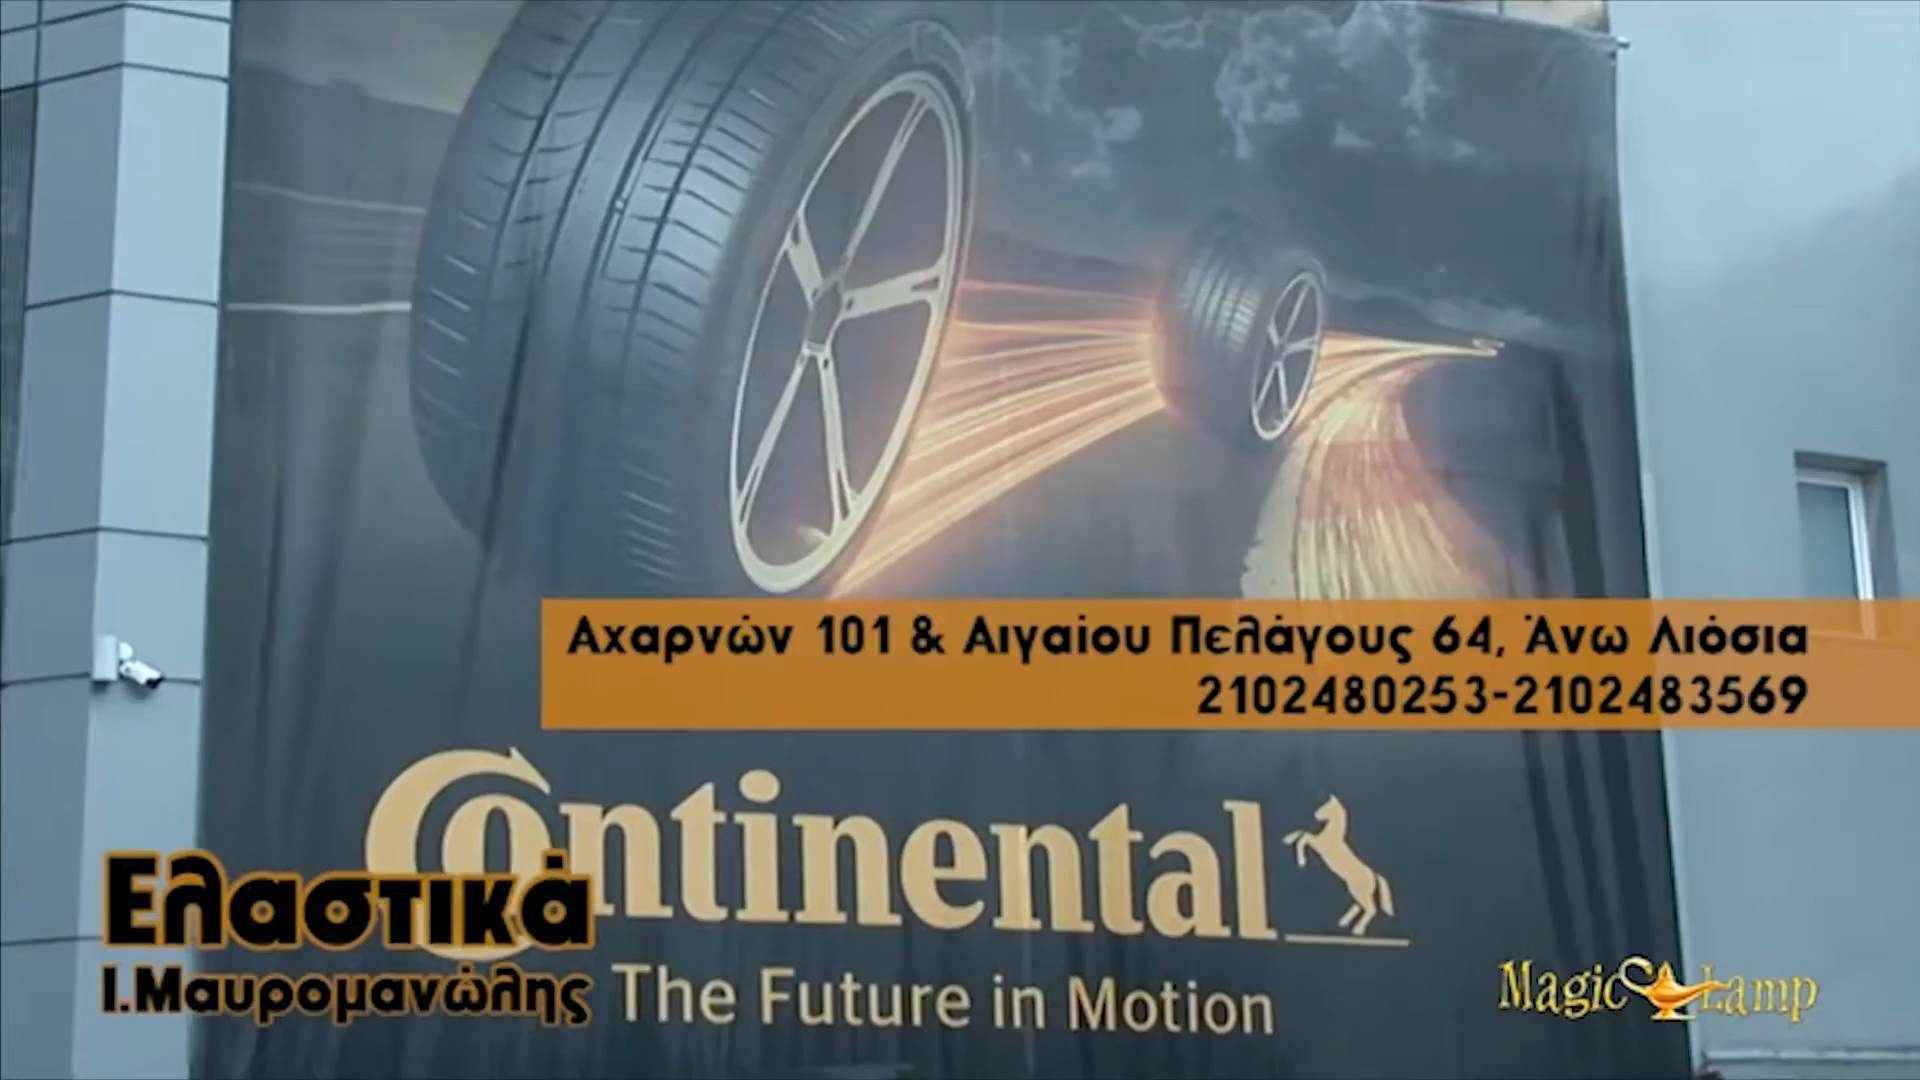 Αχαρνών 101 & Αιγαίου Πελάγους 64, Άνω Λιόσια
2102480253-2102483569
Continental
The Future in Motion
Ελαστικά
Ι.Μαυρομανώλης
Magic Lamp